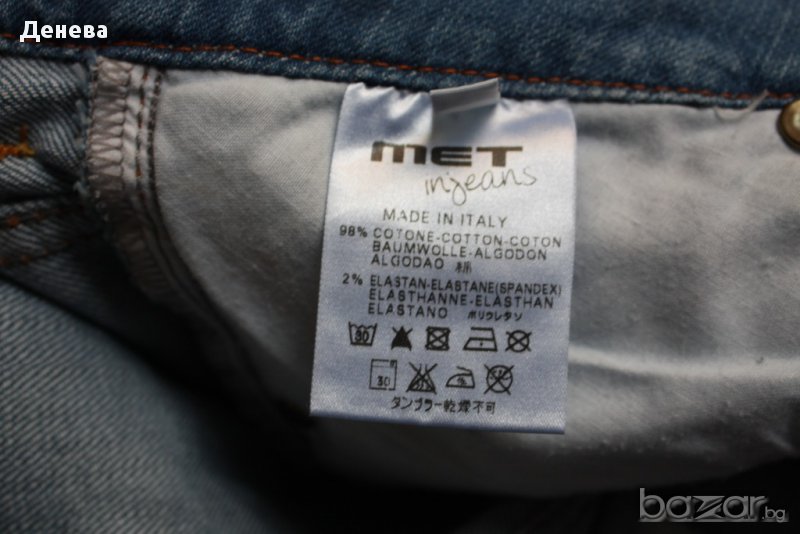 Денева
MET
injeans
MADE IN ITALY
98% COTONE-COTTON-COTON
BAUMWOLLE-ALGODON
ALGODAO 綿
2% ELASTAN-ELASTANE(SPANDEX)
ELASTHANNE-ELASTHAN
ELASTANO ポリウレタン
30
30
タンブラー乾燥不可
bazar.bg